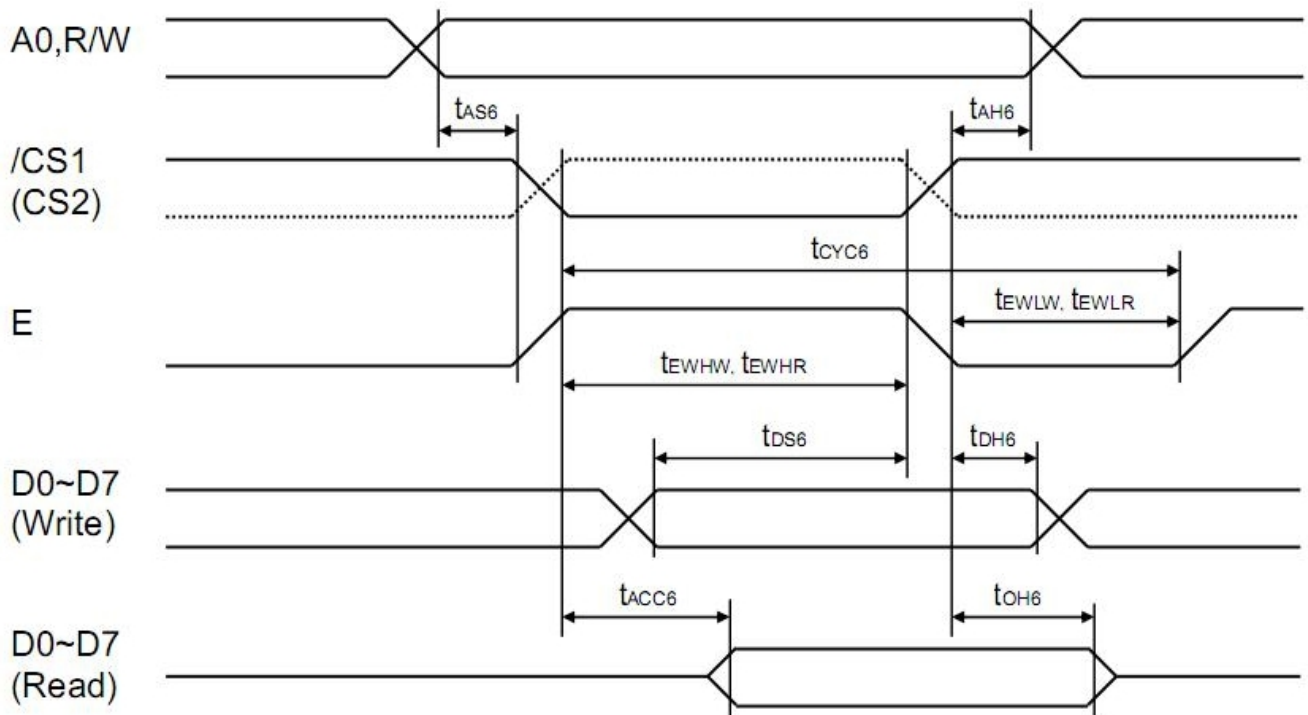 A0,R/W
tAS6
tAH6
/CS1
(CS2)
tCYC6
tEWLW, tEWLR
E
tEWHW, tEWHR
tDS6
tDH6
D0~D7
(Write)
tACC6
tOH6
D0~D7
(Read)